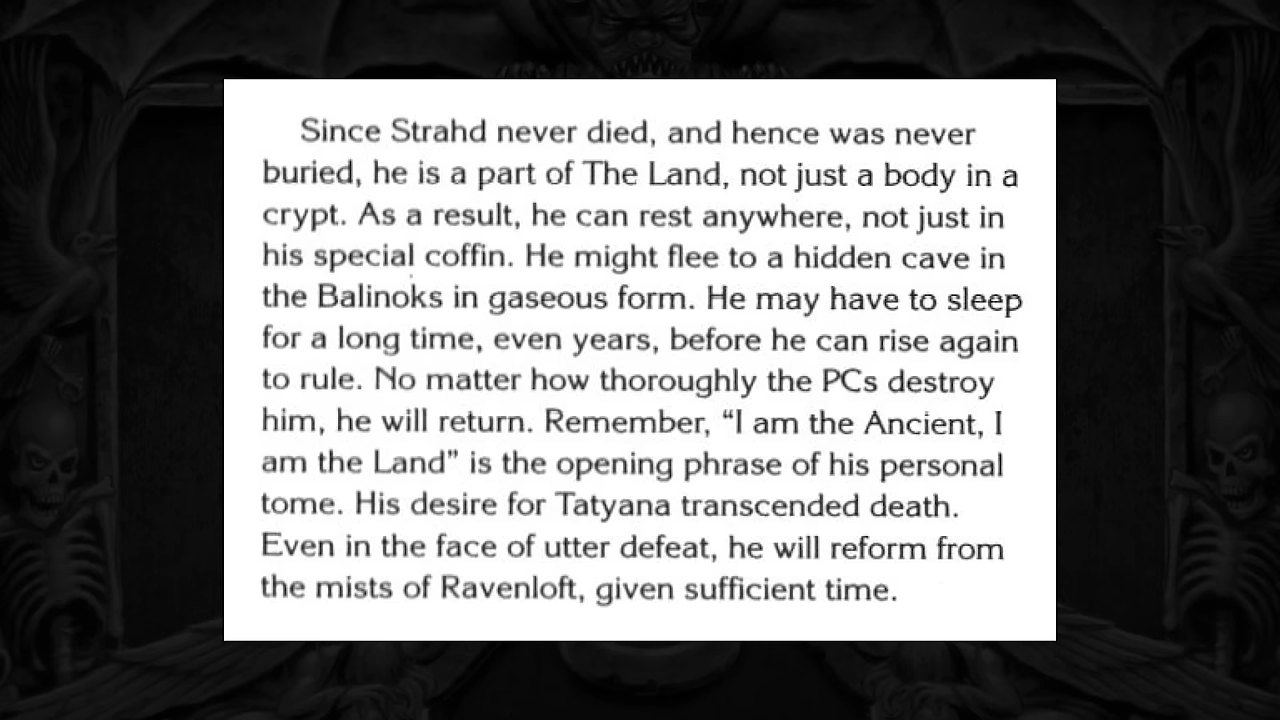 Since Strahd never died, and hence was never
buried, he is a part of The Land, not just a body in a
crypt. As a result, he can rest anywhere, not just in
his special coffin. He might flee to a hidden cave in
the Balinoks in gaseous form. He may have to sleep
for a long time, even years, before he can rise again
to rule. No matter how thoroughly the PCs destroy
him, he will return. Remember, “I am the Ancient, I
am the Land” is the opening phrase of his personal
tome. His desire for Tatyana transcended death.
Even in the face of utter defeat, he will reform from
the mists of Ravenloft, given sufficient time.